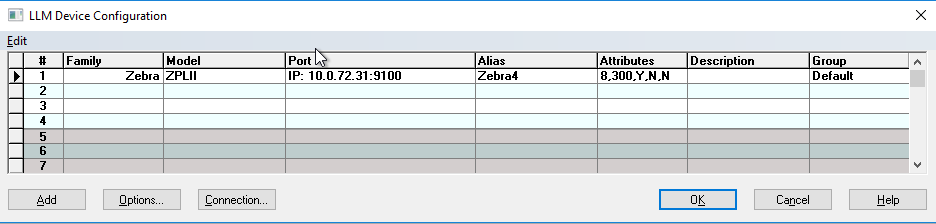 LLM Device Configuration
Edit
# Family Model Port Alias Attributes Description Group
1 Zebra ZPLII IP: 10.0.72.31:9100 Zebra4 8,300,Y,N,N Default
2
3
4
5
6
7
Add Options... Connection... OK Cancel Help